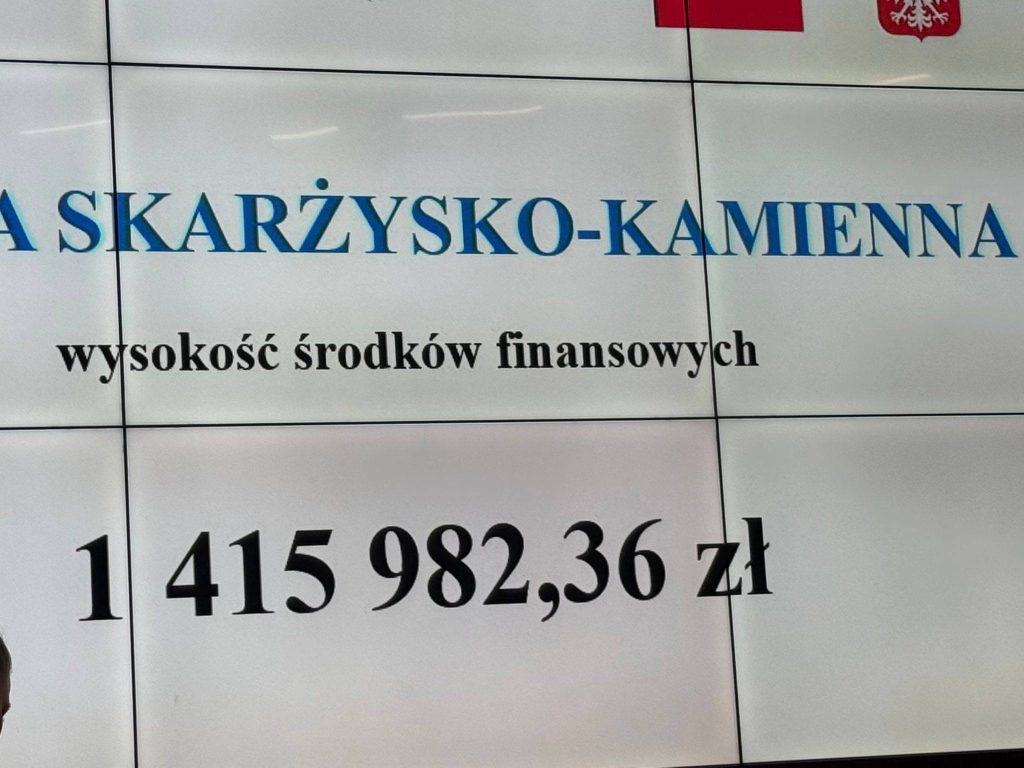 A SKARŻYSKO-KAMIENNA
wysokość środków finansowych
1 415 982,36 zł